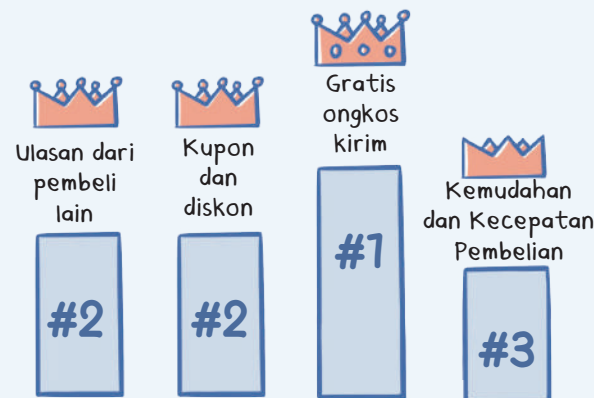 Ulasan dari
pembeli
lain
#2
Kupon
dan
diskon
#2
Gratis
ongkos
kirim
#1
Kemudahan
dan Kecepatan
Pembelian
#3